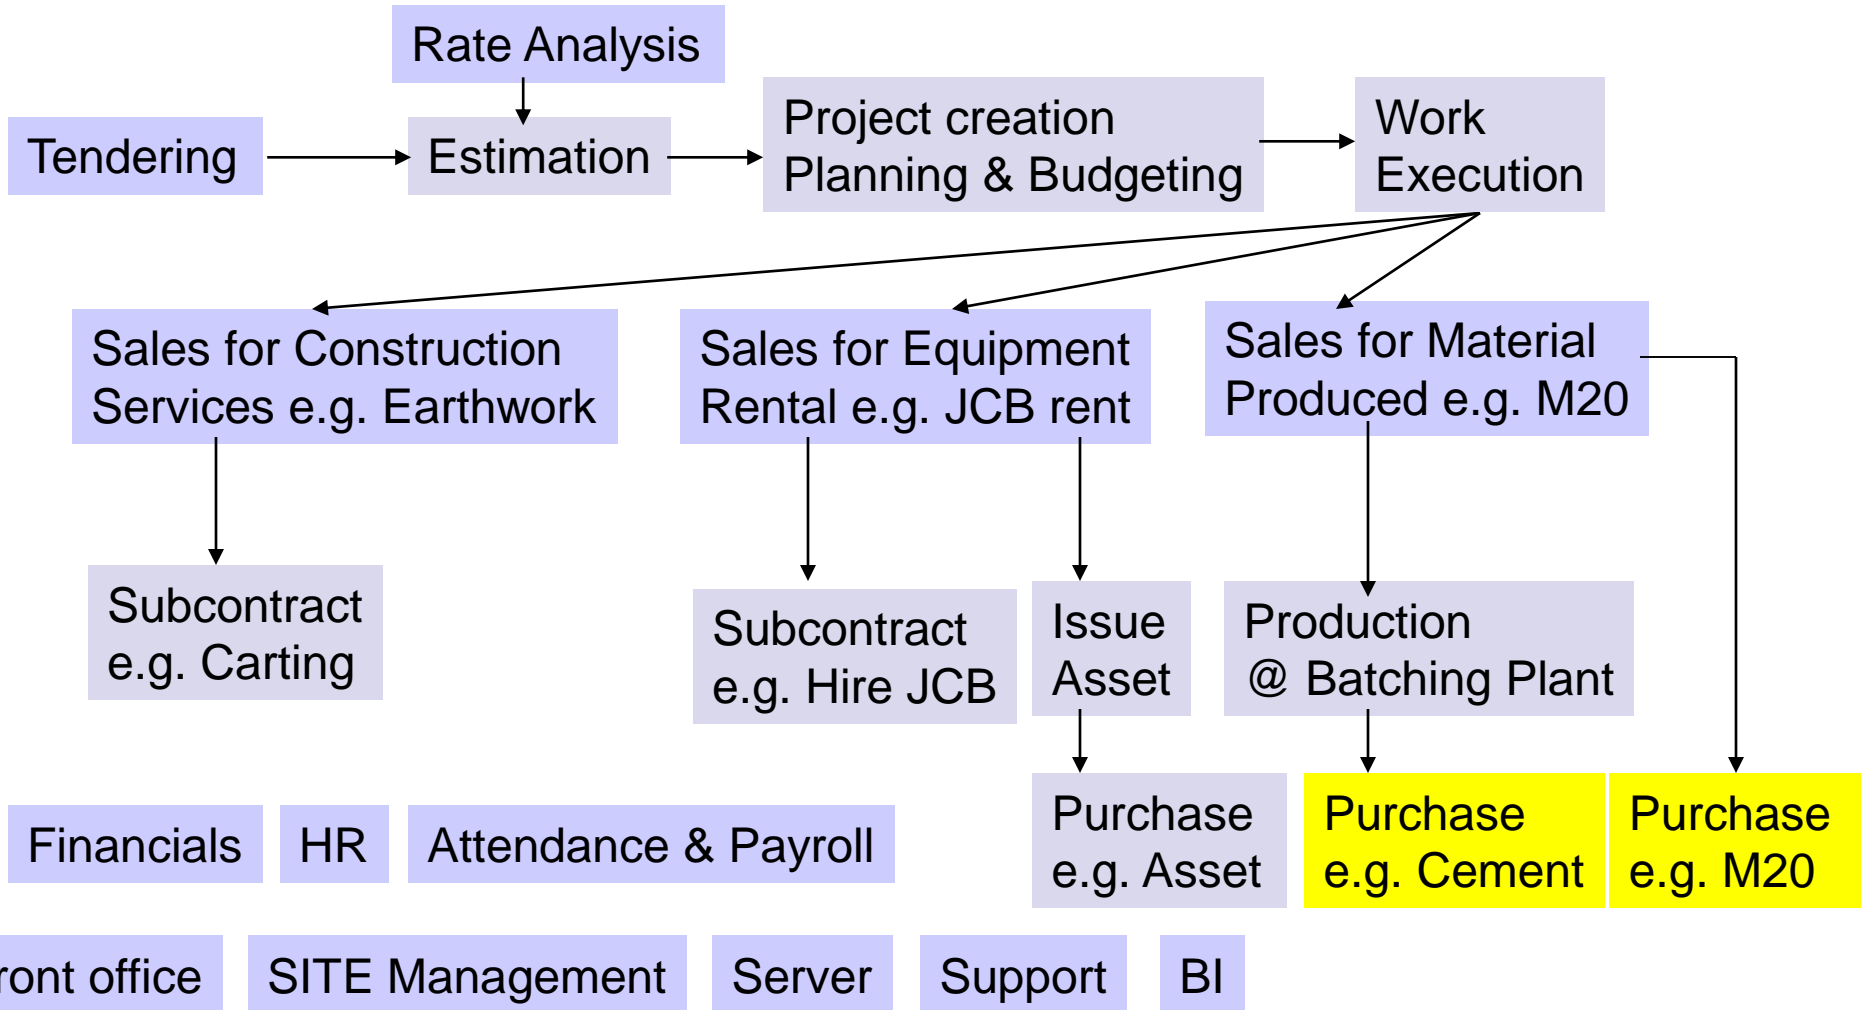 Rate Analysis
Tendering
Estimation
Project creation
Planning & Budgeting
Work
Execution
Sales for Construction
Services e.g. Earthwork
Sales for Equipment
Rental e.g. JCB rent
Sales for Material
Produced e.g. M20
Subcontract
e.g. Carting
Subcontract
e.g. Hire JCB
Issue
Asset
Production
@ Batching Plant
Purchase
e.g. Asset
Purchase
e.g. Cement
Purchase
e.g. M20
Financials
HR
Attendance & Payroll
ront office
SITE Management
Server
Support
BI